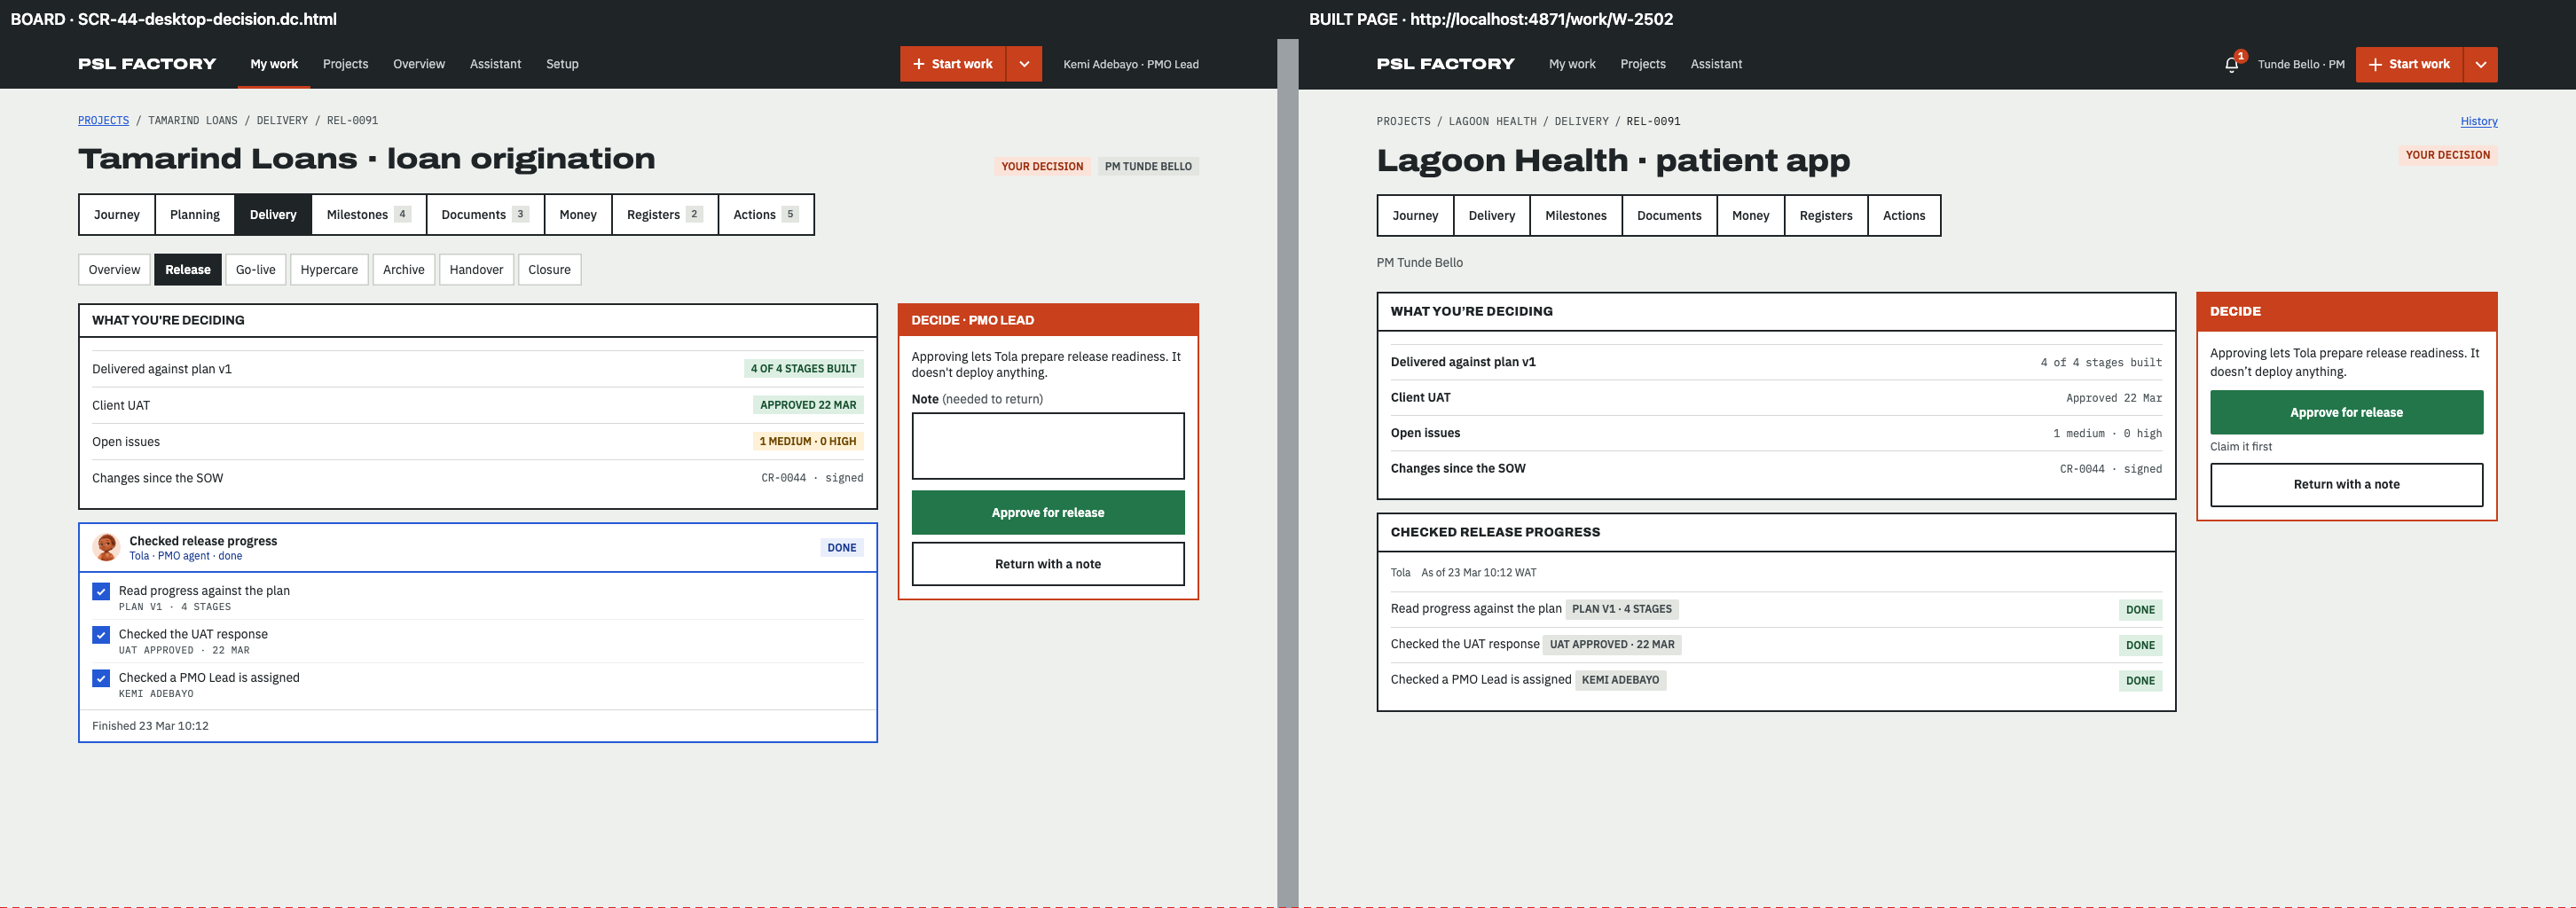 BOARD · SCR-44-desktop-decision.dc.html
PSL FACTORY
My work
Projects
Overview
Assistant
Setup
Start work
Kemi Adebayo · PMO Lead
PROJECTS / TAMARIND LOANS / DELIVERY / REL-0091
Tamarind Loans · loan origination
YOUR DECISION
PM TUNDE BELLO
Journey
Planning
Delivery
Milestones 4
Documents 3
Money
Registers 2
Actions 5
Overview
Release
Go-live
Hypercare
Archive
Handover
Closure
WHAT YOU'RE DECIDING
Delivered against plan v1
4 OF 4 STAGES BUILT
Client UAT
APPROVED 22 MAR
Open issues
1 MEDIUM · 0 HIGH
Changes since the SOW
CR-0044 · signed
Checked release progress
Tola · PMO agent · done
DONE
Read progress against the plan
PLAN V1 · 4 STAGES
Checked the UAT response
UAT APPROVED · 22 MAR
Checked a PMO Lead is assigned
KEMI ADEBAYO
Finished 23 Mar 10:12
DECIDE · PMO LEAD
Approving lets Tola prepare release readiness. It
doesn't deploy anything.
Note (needed to return)
Approve for release
Return with a note
BUILT PAGE · http://localhost:4871/work/W-2502
PSL FACTORY
My work
Projects
Assistant
1
Tunde Bello · PM
Start work
PROJECTS / LAGOON HEALTH / DELIVERY / REL-0091
History
Lagoon Health · patient app
YOUR DECISION
Journey
Delivery
Milestones
Documents
Money
Registers
Actions
PM Tunde Bello
WHAT YOU’RE DECIDING
Delivered against plan v1
4 of 4 stages built
Client UAT
Approved 22 Mar
Open issues
1 medium · 0 high
Changes since the SOW
CR-0044 · signed
CHECKED RELEASE PROGRESS
Tola As of 23 Mar 10:12 WAT
Read progress against the plan PLAN V1 · 4 STAGES
DONE
Checked the UAT response UAT APPROVED · 22 MAR
DONE
Checked a PMO Lead is assigned KEMI ADEBAYO
DONE
DECIDE
Approving lets Tola prepare release readiness. It
doesn’t deploy anything.
Approve for release
Claim it first
Return with a note